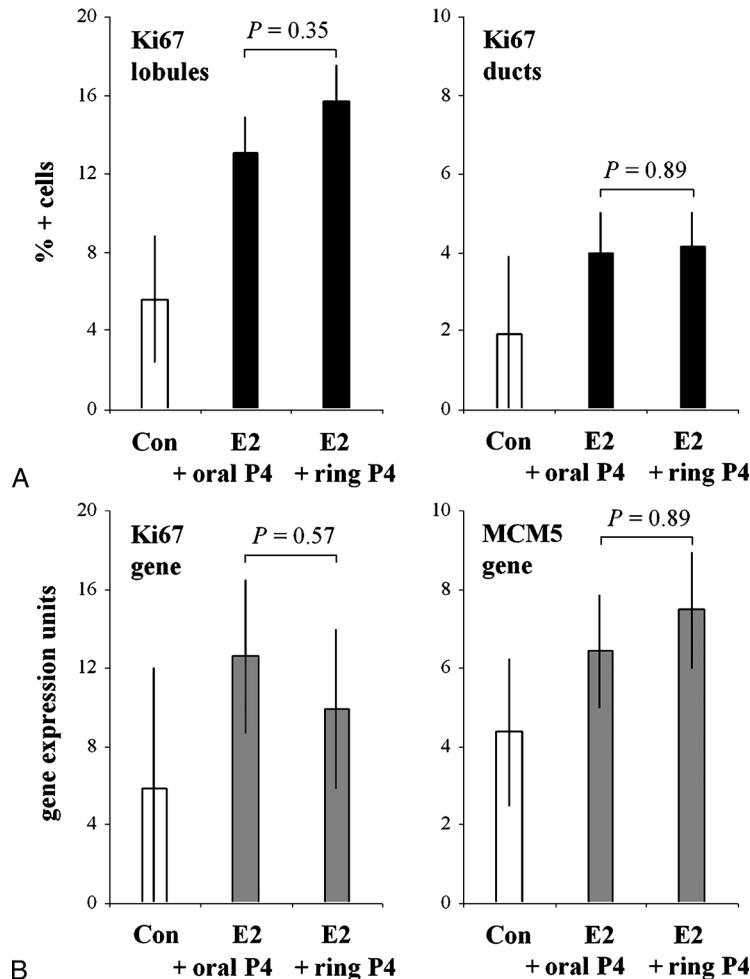 Ki67
lobules
P = 0.35
20
16
12
8
4
0
% + cells
Con
E2
+ oral P4
E2
+ ring P4
Ki67
ducts
P = 0.89
10
8
6
4
2
0
Con
E2
+ oral P4
E2
+ ring P4
A
Ki67
gene
P = 0.57
20
16
12
8
4
0
gene expression units
Con
E2
+ oral P4
E2
+ ring P4
MCM5
gene
P = 0.89
10
8
6
4
2
0
Con
E2
+ oral P4
E2
+ ring P4
B